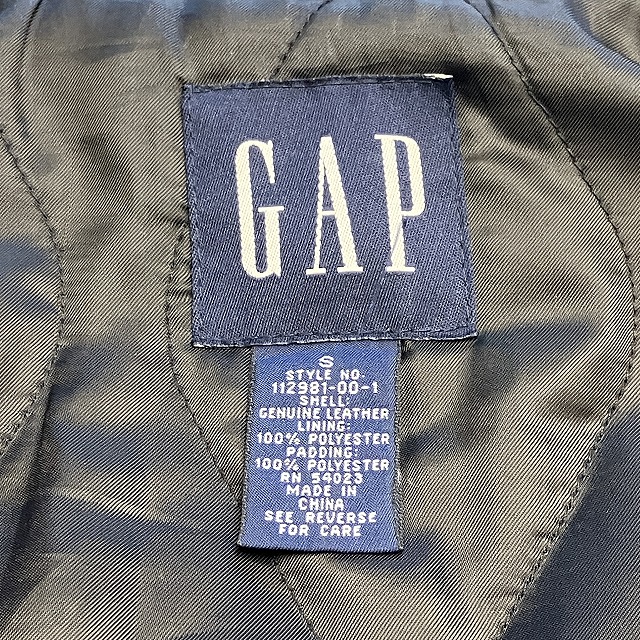 GAP
S
STYLE NO:
112981-00-1
SHELL:
GENUINE LEATHER
LINING:
100% POLYESTER
PADDING:
100% POLYESTER
RN 54023
MADE IN
CHINA
SEE REVERSE
FOR CARE